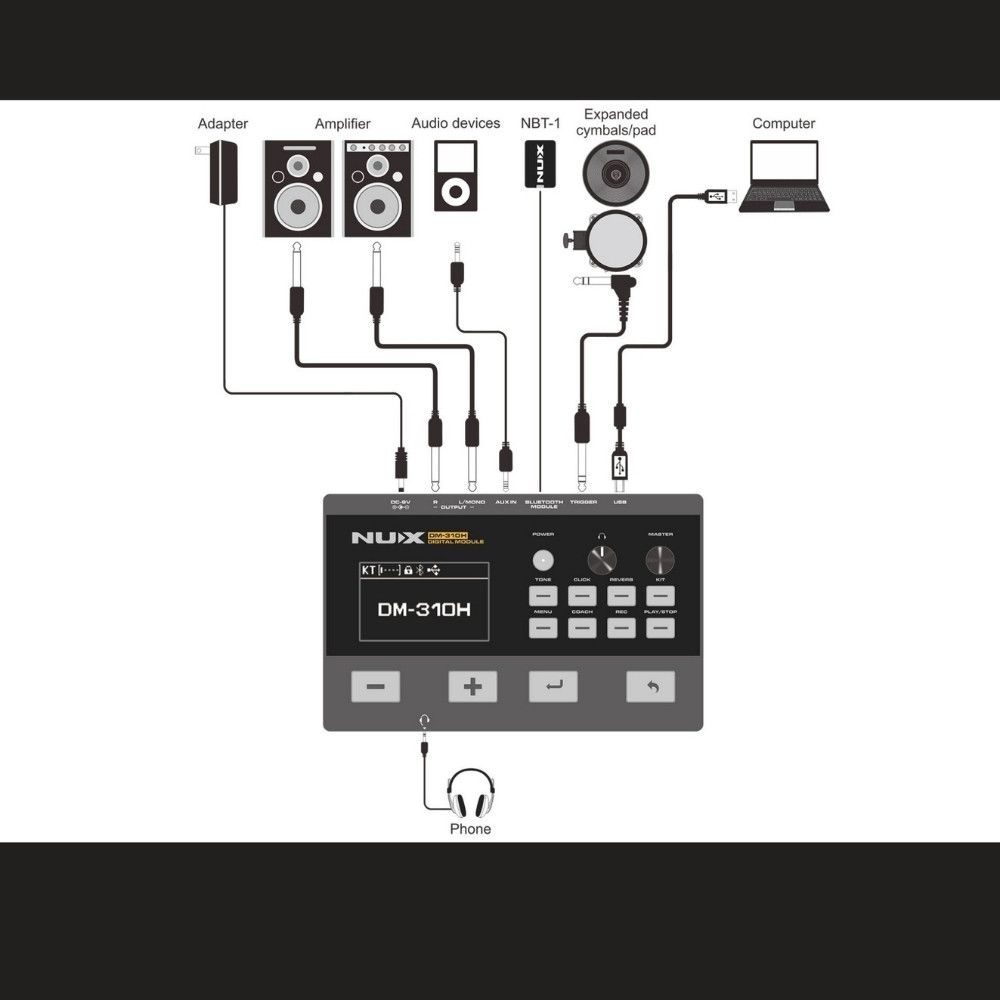 Adapter
Amplifier
Audio devices
NBT-1
Expanded
cymbals/pad
Computer
NUX
DC-9V
R
L/MONO
OUTPUT
AUX IN
BLUETOOTH
MODULE
TRIGGER
USB
NUX
DM-310H
DIGITAL MODULE
POWER
MASTER
KT
DM-310H
TONE
CLICK
REVERB
KIT
MENU
COACH
REC
PLAY/STOP
Phone